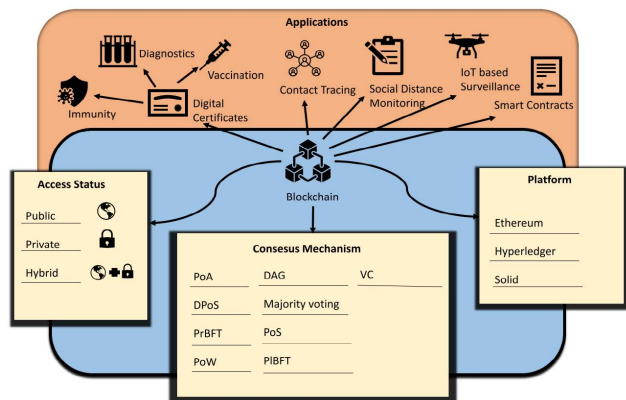 Applications
Diagnostics
Vaccination
Immunity
Digital
Certificates
Contact Tracing
Social Distance
Monitoring
IoT based
Surveillance
Smart Contracts
Blockchain
Access Status
Public
Private
Hybrid
Consesus Mechanism
PoA
DAG
VC
DPoS
Majority voting
PrBFT
PoS
PoW
PlBFT
Platform
Ethereum
Hyperledger
Solid